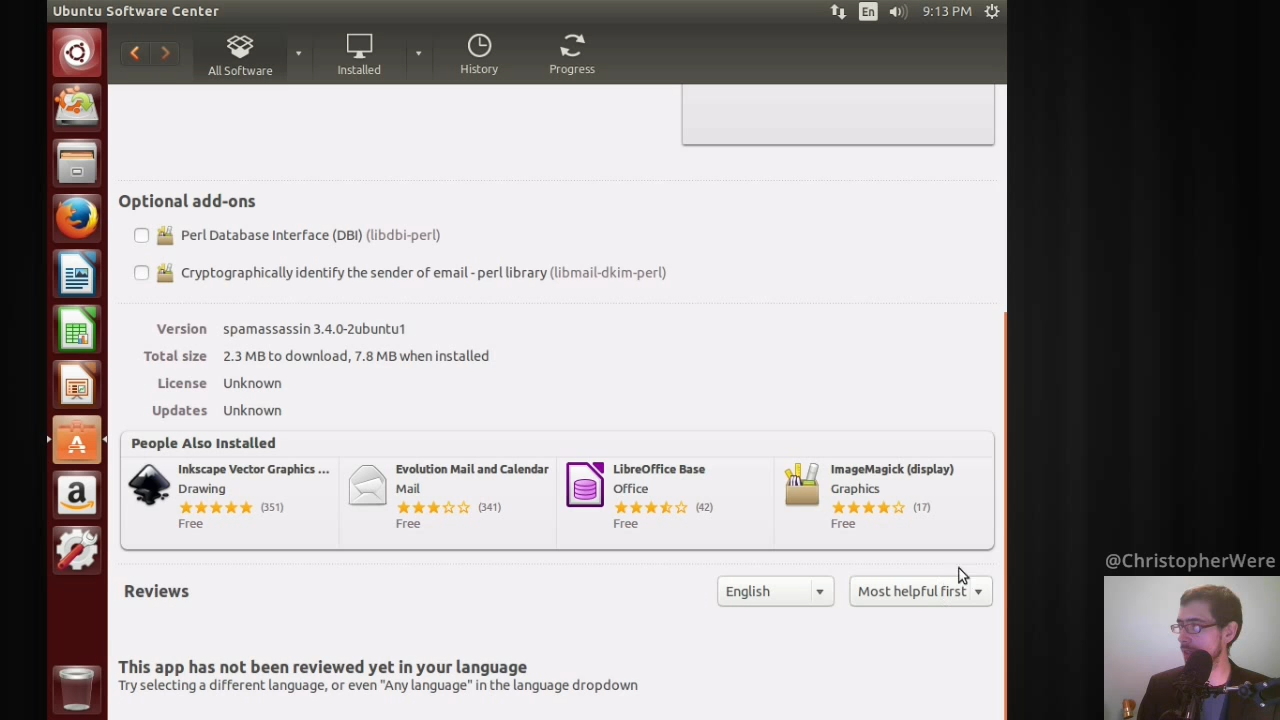 Ubuntu Software Center
En
9:13 PM
All Software
Installed
History
Progress
Optional add-ons
Perl Database Interface (DBI) (libdbi-perl)
Cryptographically identify the sender of email - perl library (libmail-dkim-perl)
Version spamassassin 3.4.0-2ubuntu1
Total size 2.3 MB to download, 7.8 MB when installed
License Unknown
Updates Unknown
People Also Installed
Inkscape Vector Graphics ...
Drawing
(351)
Free
Evolution Mail and Calendar
Mail
(341)
Free
LibreOffice Base
Office
(42)
Free
ImageMagick (display)
Graphics
(17)
Free
@ChristopherWere
Reviews
English
Most helpful first
This app has not been reviewed yet in your language
Try selecting a different language, or even "Any language" in the language dropdown